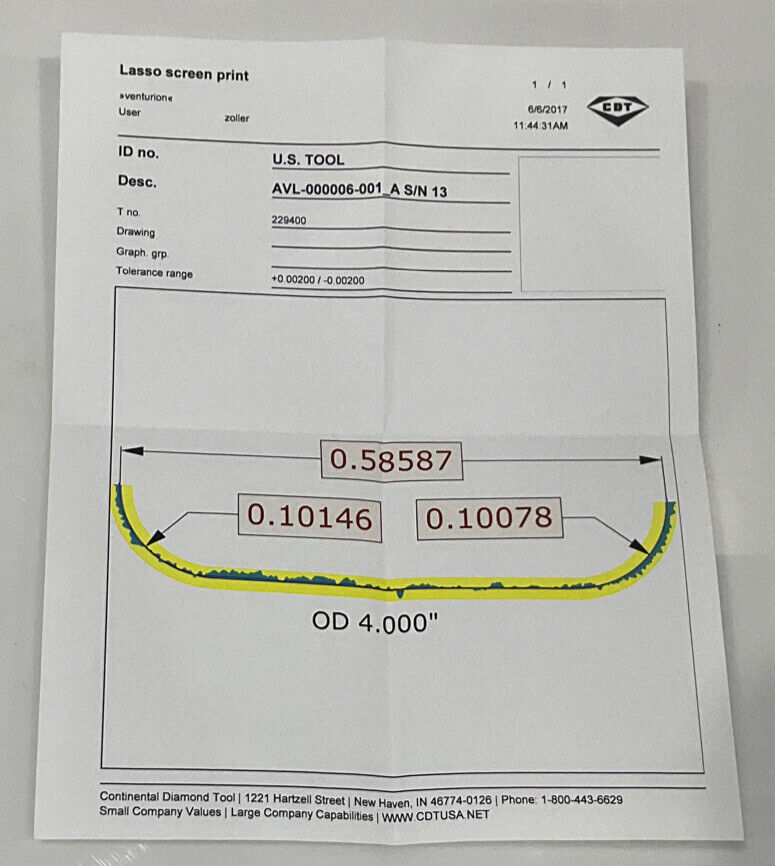 Lasso screen print
»venturion«
User zoller
1 / 1
6/6/2017
11:44:31AM
CDT
ID no. U.S. TOOL
Desc. AVL-000006-001_A S/N 13
T no. 229400
Drawing
Graph. grp.
Tolerance range +0.00200 / -0.00200
0.58587
0.10146 0.10078
OD 4.000"
Continental Diamond Tool | 1221 Hartzell Street | New Haven, IN 46774-0126 | Phone: 1-800-443-6629
Small Company Values | Large Company Capabilities | WWW.CDTUSA.NET